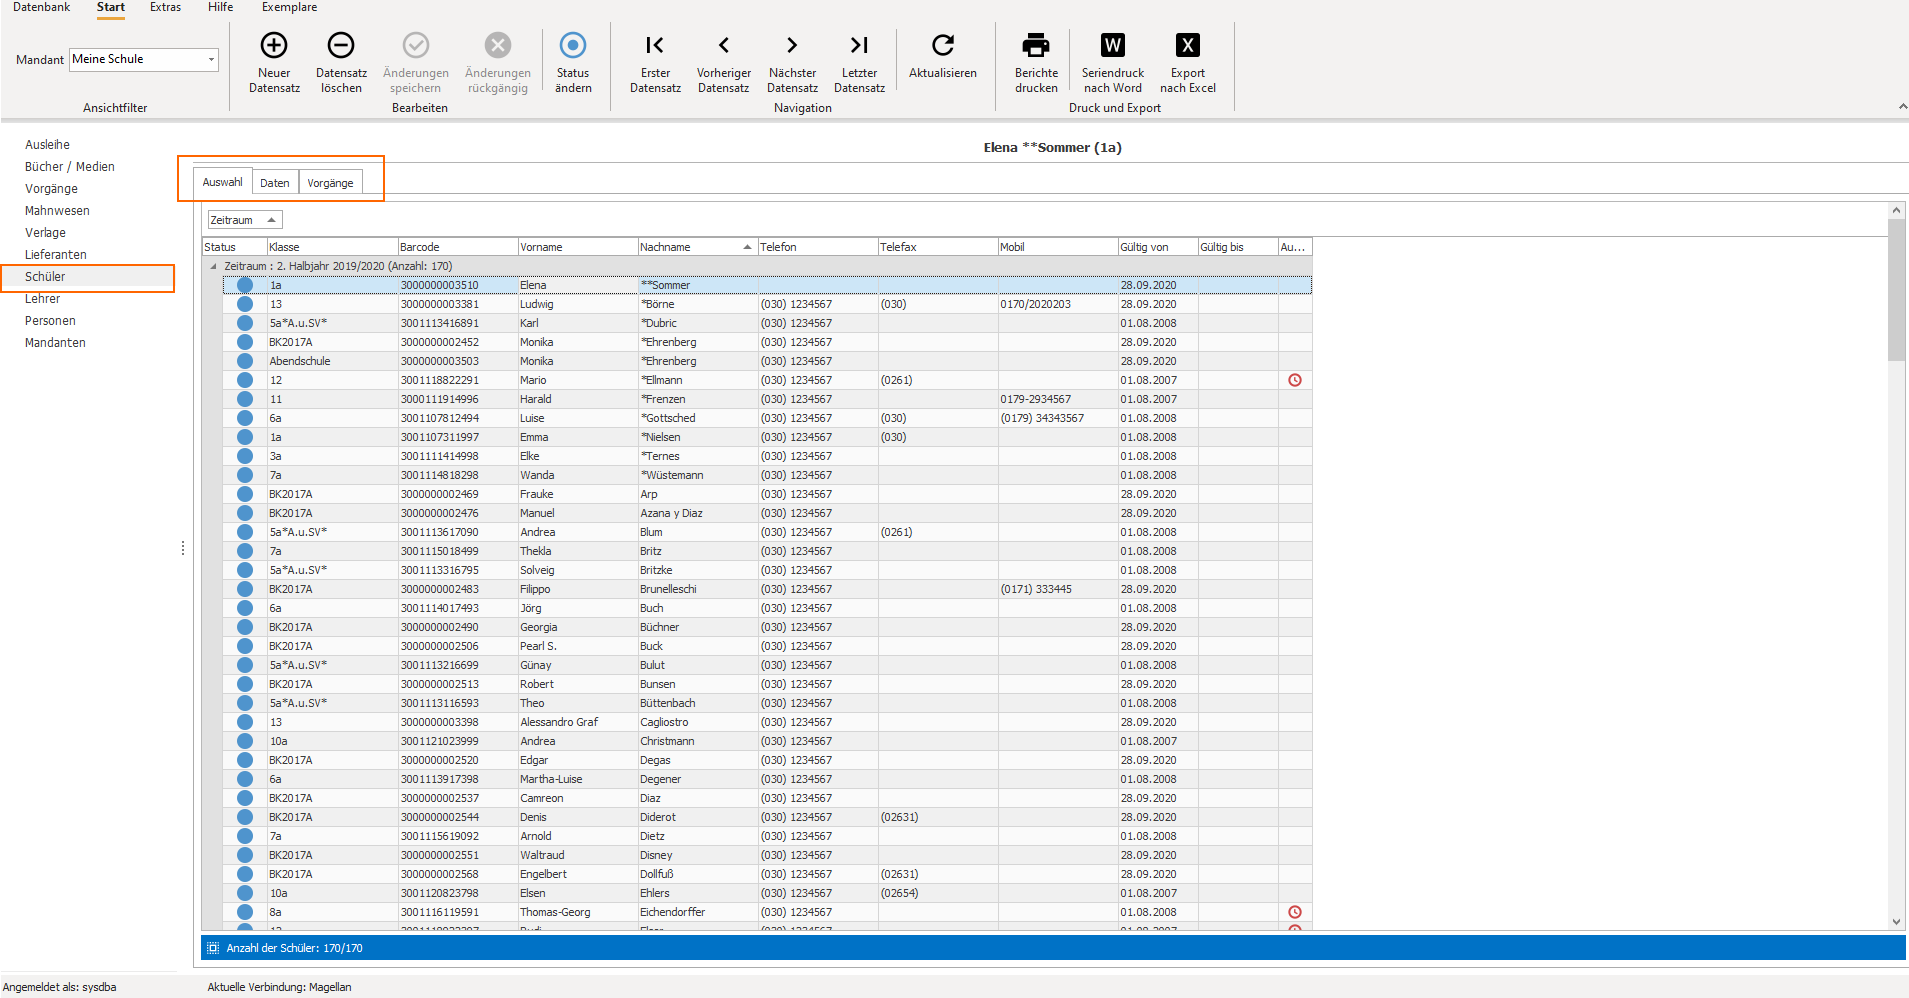 Datenbank Start Extras Hilfe Exemplare
Mandant Meine Schule
Ansichtfilter
Neuer Datensatz
Datensatz löschen
Änderungen speichern
Änderungen rückgängig
Status ändern
Bearbeiten
Erster Datensatz
Vorheriger Datensatz
Nächster Datensatz
Letzter Datensatz
Aktualisieren
Navigation
Berichte drucken
W
Seriendruck nach Word
X
Export nach Excel
Druck und Export
Ausleihe
Bücher / Medien
Vorgänge
Mahnwesen
Verlage
Lieferanten
Schüler
Lehrer
Personen
Mandanten
Elena **Sommer (1a)
Auswahl Daten Vorgänge
Zeitraum
Status Klasse Barcode Vorname Nachname Telefon Telefax Mobil Gültig von Gültig bis Au...
Zeitraum : 2. Halbjahr 2019/2020 (Anzahl: 170)
1a 3000000003510 Elena **Sommer 28.09.2020
13 3000000003381 Ludwig *Börne (030) 1234567 (030) 0170/2020203 28.09.2020
5a*A.u.SV* 3001113416891 Karl *Dubric (030) 1234567 01.08.2008
BK2017A 3000000002452 Monika *Ehrenberg (030) 1234567 28.09.2020
Abendschule 3000000003503 Monika *Ehrenberg (030) 1234567 28.09.2020
12 3001118822291 Mario *Ellmann (030) 1234567 (0261) 01.08.2007
11 3000111914996 Harald *Frenzen 0179-2934567 01.08.2007
6a 3001107812494 Luise *Gottsched (030) 1234567 (030) (0179) 34343567 01.08.2008
1a 3001107311997 Emma *Nielsen (030) 1234567 (030) 01.08.2008
3a 3001111414998 Elke *Ternes (030) 1234567 01.08.2008
7a 3001114818298 Wanda *Wüstemann (030) 1234567 01.08.2008
BK2017A 3000000002469 Frauke Arp (030) 1234567 28.09.2020
BK2017A 3000000002476 Manuel Azana y Diaz (030) 1234567 28.09.2020
5a*A.u.SV* 3001113617090 Andrea Blum (030) 1234567 (0261) 01.08.2008
7a 3001115018499 Thekla Britz (030) 1234567 01.08.2008
5a*A.u.SV* 3001113316795 Solveig Britzke (030) 1234567 01.08.2008
BK2017A 3000000002483 Filippo Brunelleschi (030) 1234567 (0171) 333445 28.09.2020
6a 3001114017493 Jörg Buch (030) 1234567 01.08.2008
BK2017A 3000000002490 Georgia Büchner (030) 1234567 28.09.2020
BK2017A 3000000002506 Pearl S. Buck (030) 1234567 28.09.2020
5a*A.u.SV* 3001113216699 Günay Bulut (030) 1234567 01.08.2008
BK2017A 3000000002513 Robert Bunsen (030) 1234567 28.09.2020
5a*A.u.SV* 3001113116593 Theo Büttenbach (030) 1234567 01.08.2008
13 3000000003398 Alessandro Graf Cagliostro (030) 1234567 28.09.2020
10a 3001121023999 Andrea Christmann (030) 1234567 01.08.2007
BK2017A 3000000002520 Edgar Degas (030) 1234567 28.09.2020
6a 3001113917398 Martha-Luise Degener (030) 1234567 01.08.2008
BK2017A 3000000002537 Camreon Diaz (030) 1234567 28.09.2020
BK2017A 3000000002544 Denis Diderot (030) 1234567 (02631) 28.09.2020
7a 3001115619092 Arnold Dietz (030) 1234567 01.08.2008
BK2017A 3000000002551 Waltraud Disney (030) 1234567 28.09.2020
BK2017A 3000000002568 Engelbert Dollfuß (030) 1234567 (02631) 28.09.2020
10a 3001120823798 Elsen Ehlers (030) 1234567 (02654) 01.08.2007
8a 3001116119591 Thomas-Georg Eichendorffer (030) 1234567 01.08.2008
Anzahl der Schüler: 170/170
Angemeldet als: sysdba Aktuelle Verbindung: Magellan